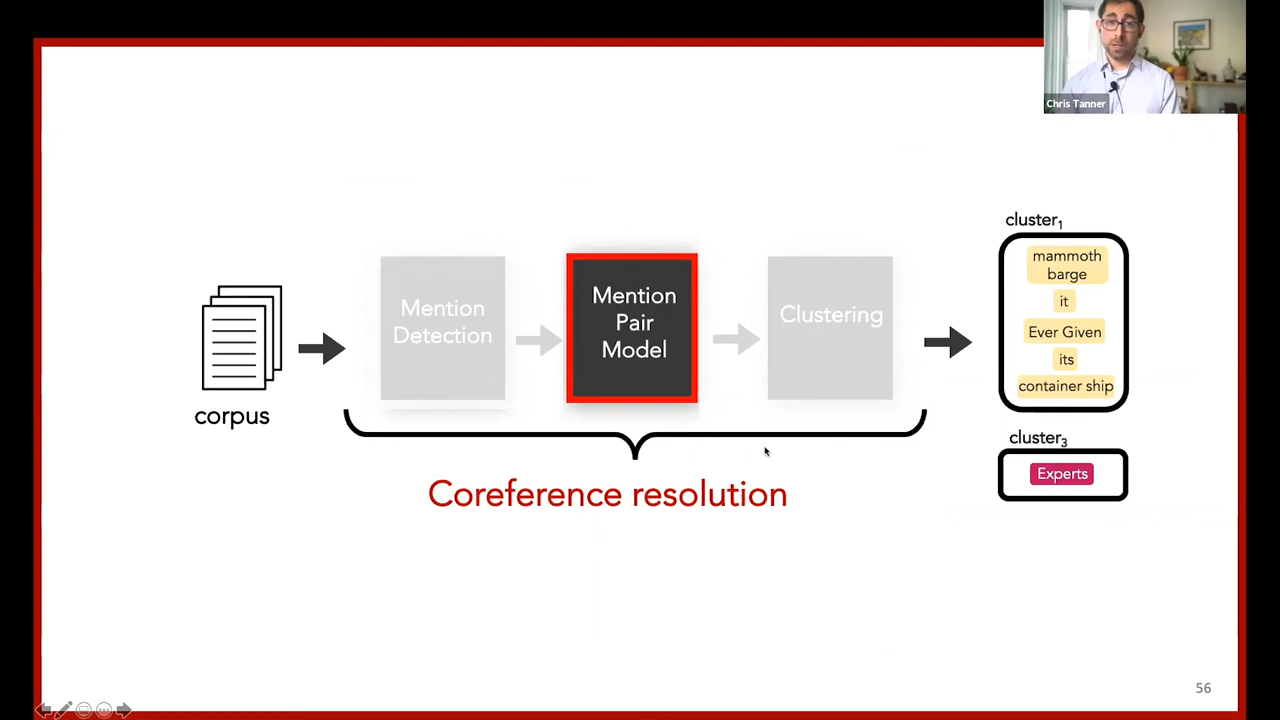 Chris Tanner
corpus
Mention
Detection
Mention
Pair
Model
Clustering
Coreference resolution
cluster1
mammoth
barge
it
Ever Given
its
container ship
cluster3
Experts
56